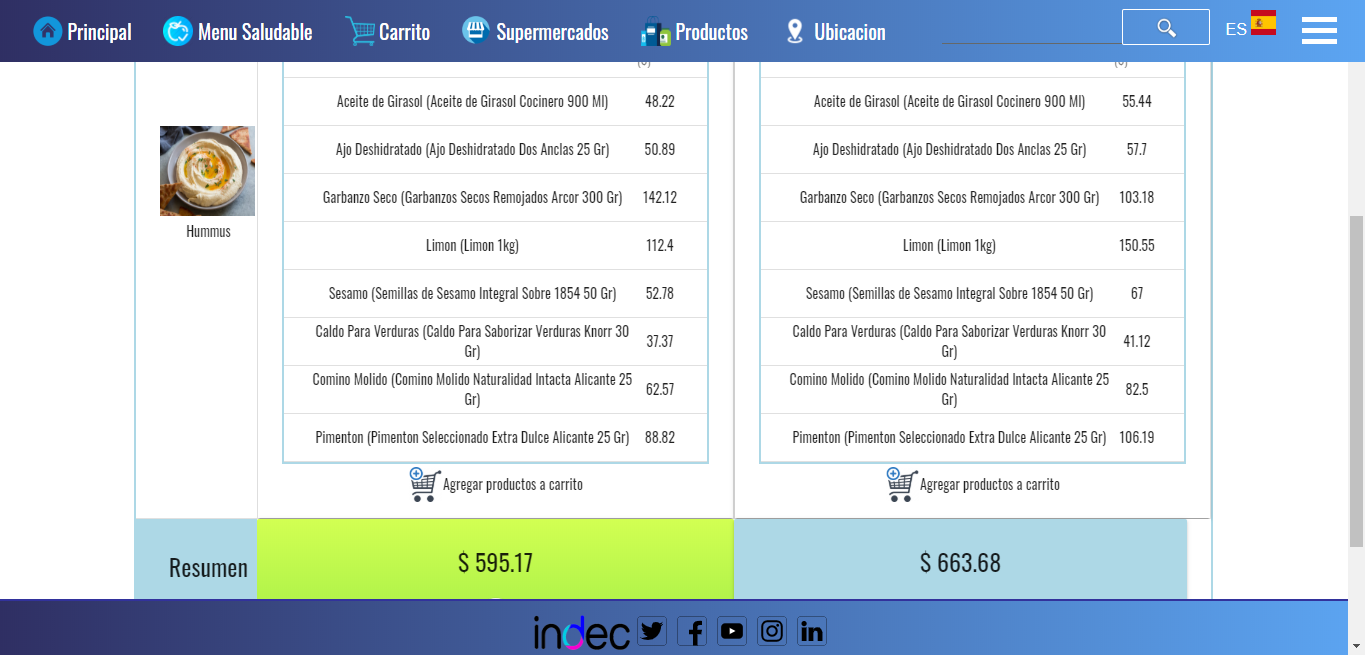 Principal Menu Saludable Carrito Supermercados Productos Ubicacion ES
Aceite de Girasol (Aceite de Girasol Cocinero 900 Ml) 48.22
Ajo Deshidratado (Ajo Deshidratado Dos Anclas 25 Gr) 50.89
Garbanzo Seco (Garbanzos Secos Remojados Arcor 300 Gr) 142.12
Limon (Limon 1kg) 112.4
Sesamo (Semillas de Sesamo Integral Sobre 1854 50 Gr) 52.78
Caldo Para Verduras (Caldo Para Saborizar Verduras Knorr 30
Gr) 37.37
Comino Molido (Comino Molido Naturalidad Intacta Alicante 25
Gr) 62.57
Pimenton (Pimenton Seleccionado Extra Dulce Alicante 25 Gr) 88.82
Agregar productos a carrito
Aceite de Girasol (Aceite de Girasol Cocinero 900 Ml) 55.44
Ajo Deshidratado (Ajo Deshidratado Dos Anclas 25 Gr) 57.7
Garbanzo Seco (Garbanzos Secos Remojados Arcor 300 Gr) 103.18
Limon (Limon 1kg) 150.55
Sesamo (Semillas de Sesamo Integral Sobre 1854 50 Gr) 67
Caldo Para Verduras (Caldo Para Saborizar Verduras Knorr 30
Gr) 41.12
Comino Molido (Comino Molido Naturalidad Intacta Alicante 25
Gr) 82.5
Pimenton (Pimenton Seleccionado Extra Dulce Alicante 25 Gr) 106.19
Agregar productos a carrito
Hummus
Resumen $ 595.17 $ 663.68
indec